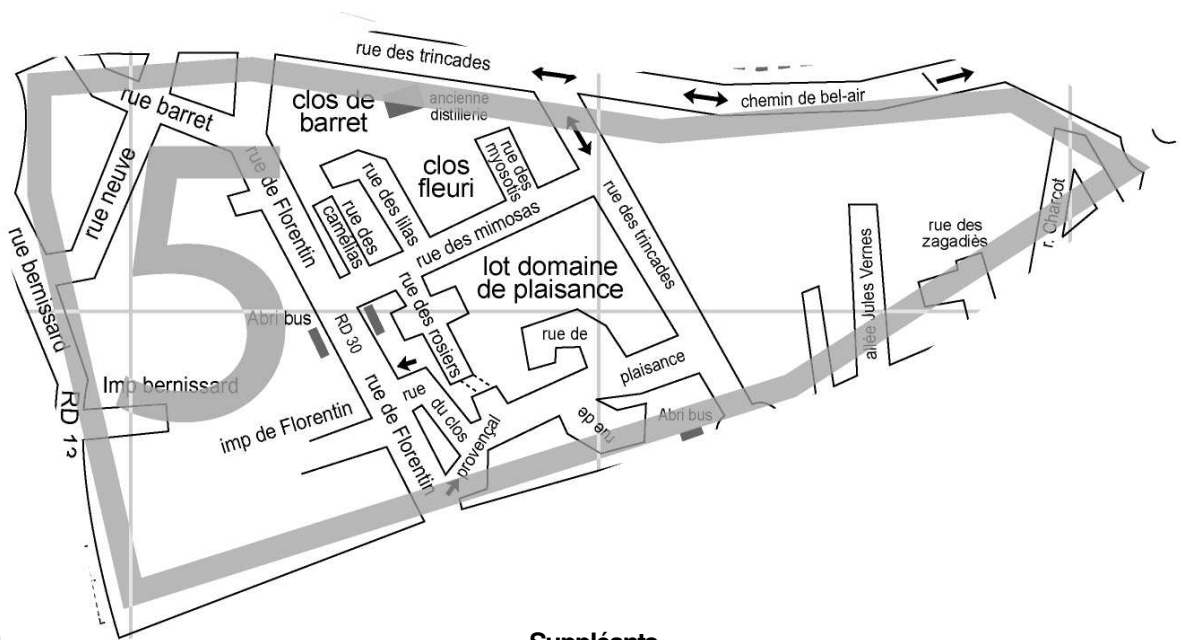 rue des trincades
chemin de bel-air
rue barret
clos de
barret
ancienne
distillerie
rue neuve
5
rue de Florentin
clos
fleuri
rue des
myosotis
rue des lilas
rue des
camélias
rue des mimosas
rue des trincades
r. Charcot
rue des
zagadiès
allée Jules Vernes
lot domaine
de plaisance
rue bernissard
Abri bus
RD 30
rue des rosiers
rue de
plaisance
Imp bernissard
RD 13
imp de Florentin
rue de Florentin
rue
du clos
provençal
rue de
Abri bus
Suppléants